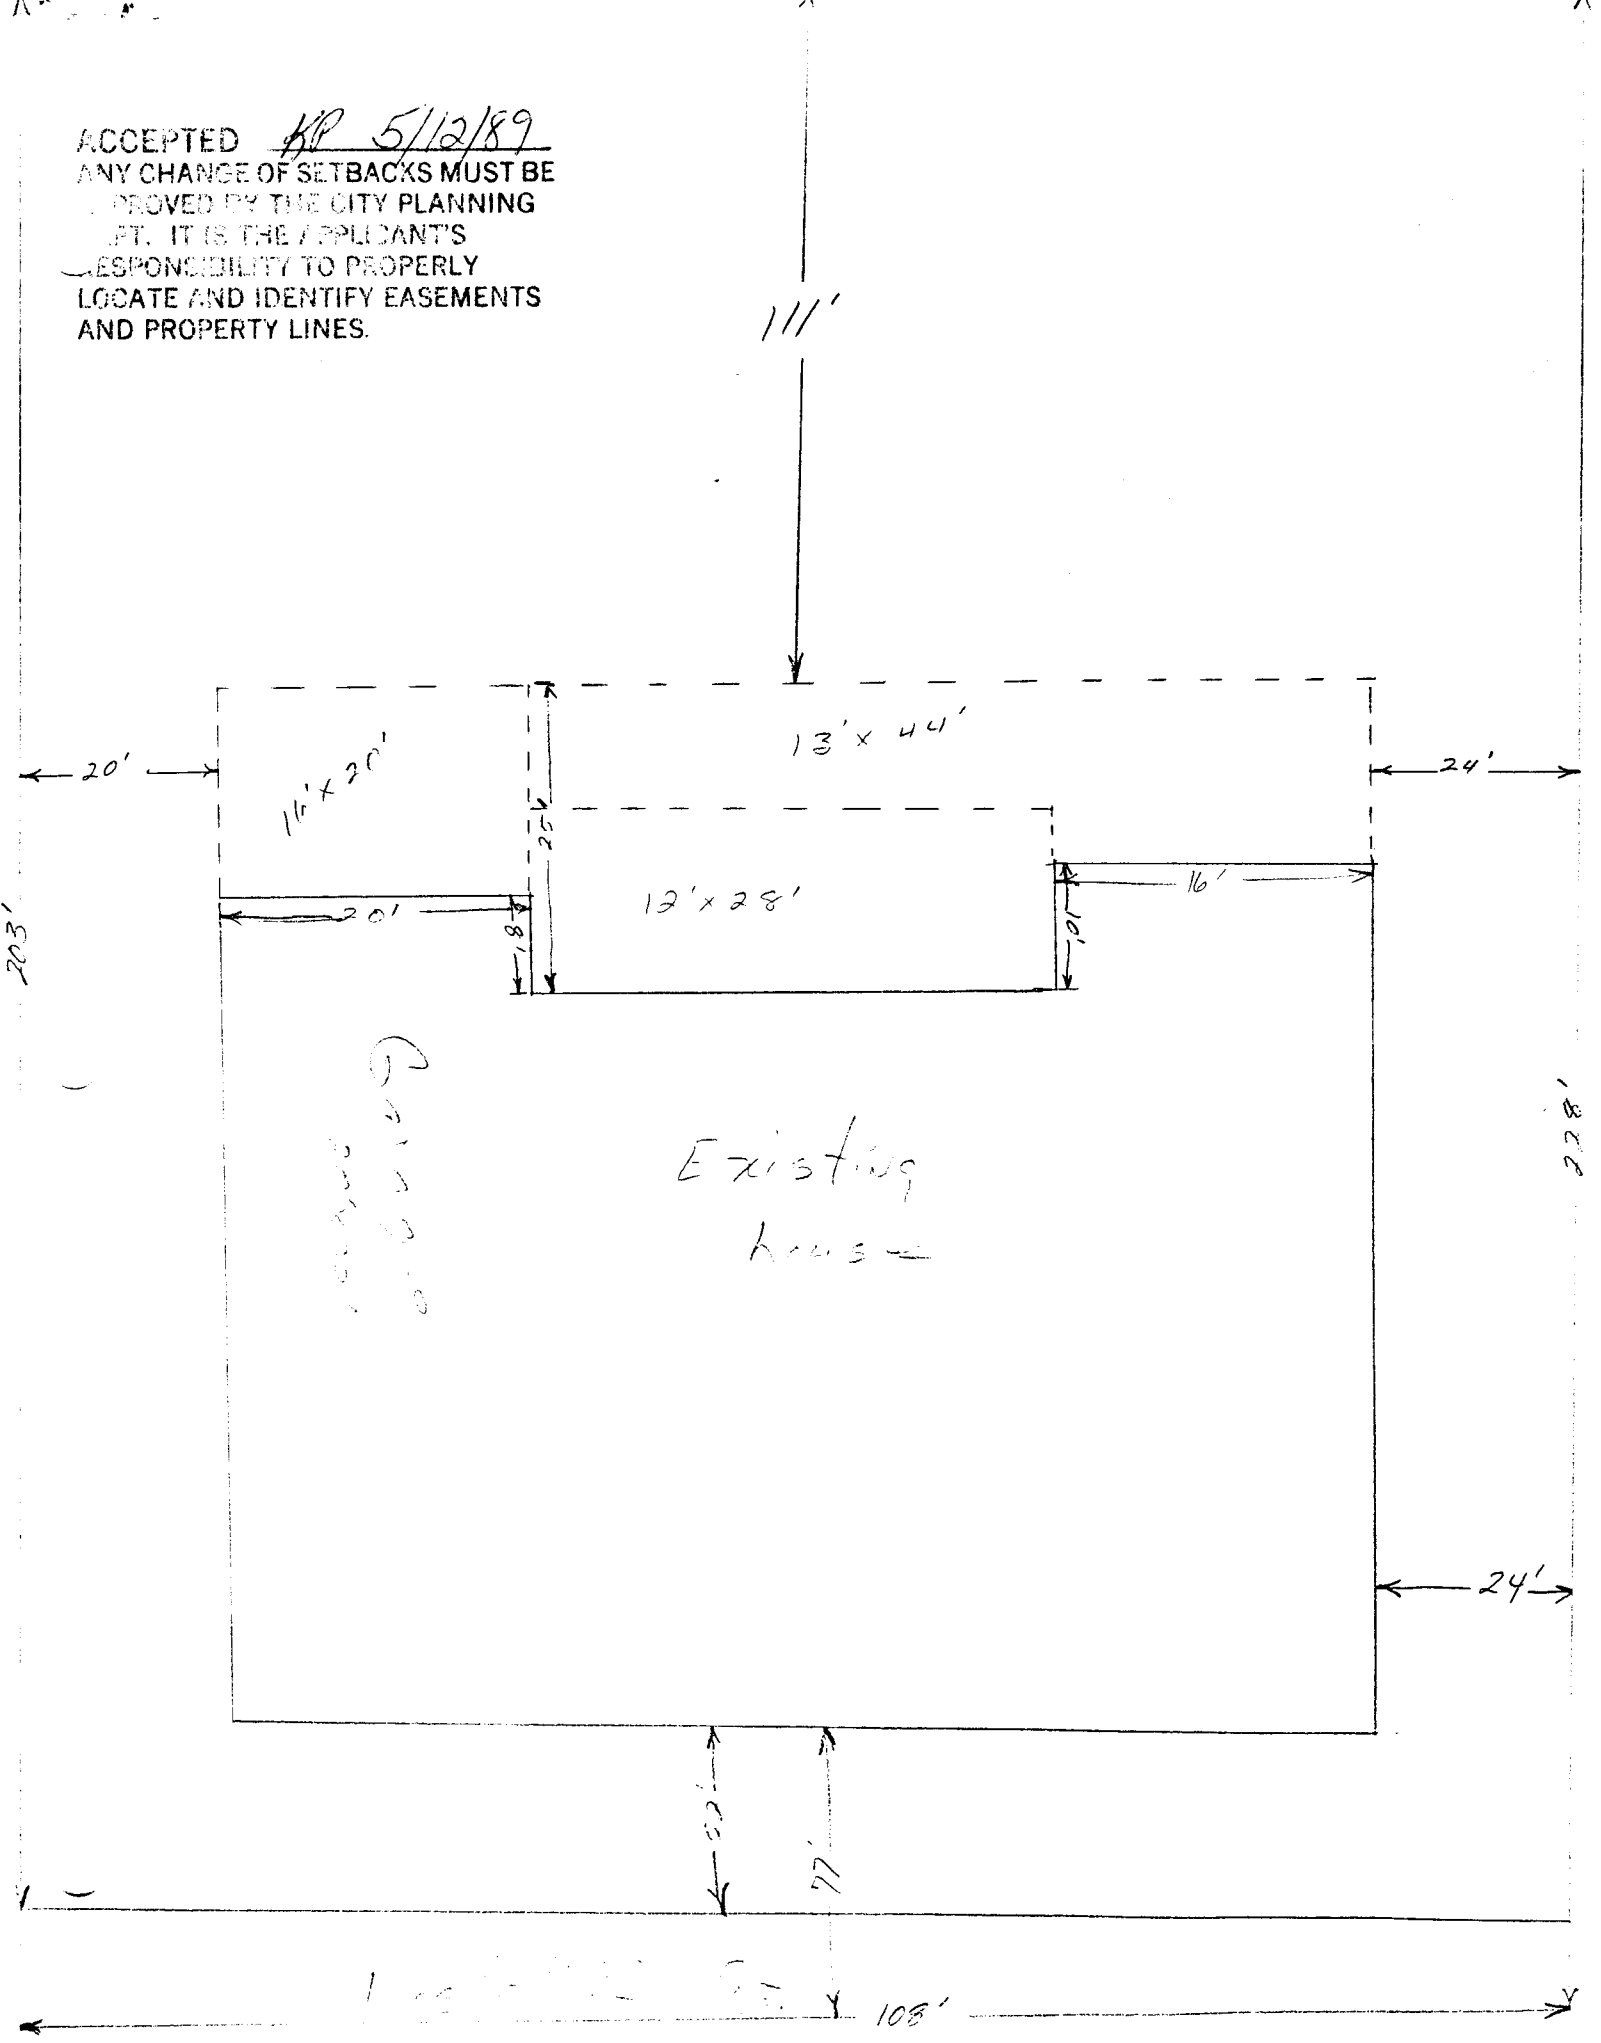 ACCEPTED KP 5/12/89
ANY CHANGE OF SETBACKS MUST BE
PROVED BY THE CITY PLANNING
PT. IT IS THE APPLICANT'S
RESPONSIBILITY TO PROPERLY
LOCATE AND IDENTIFY EASEMENTS
AND PROPERTY LINES.
111'
13' x 44'
20'
24'
25'
12' x 28'
16'
20'
8'
10'
203'
228'
Existing
house
24'
77'
108'